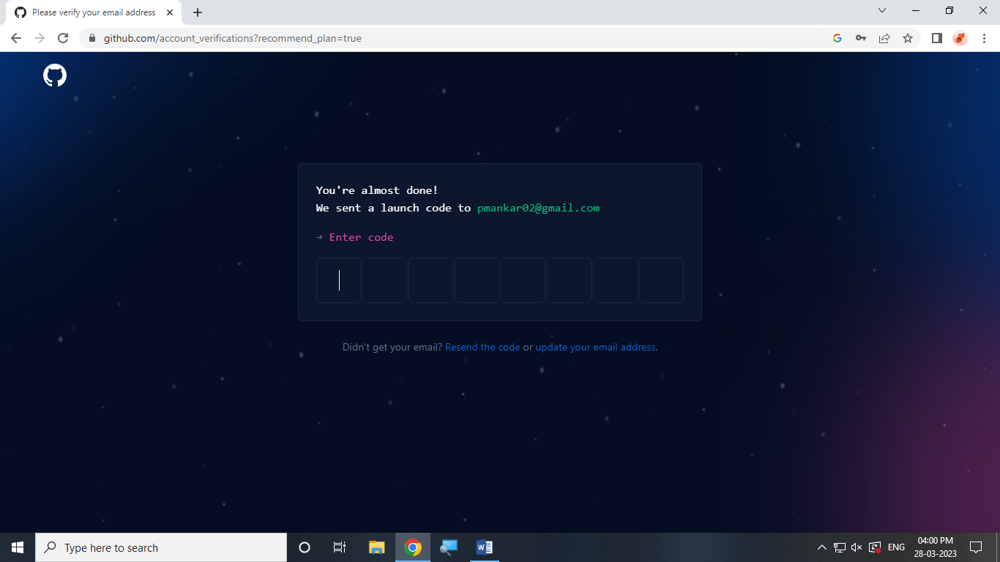 Please verify your email address
github.com/account_verifications?recommend_plan=true
You're almost done!
We sent a launch code to pmankar02@gmail.com
→ Enter code
Didn't get your email? Resend the code or update your email address.
Type here to search
ENG
04:00 PM
28-03-2023